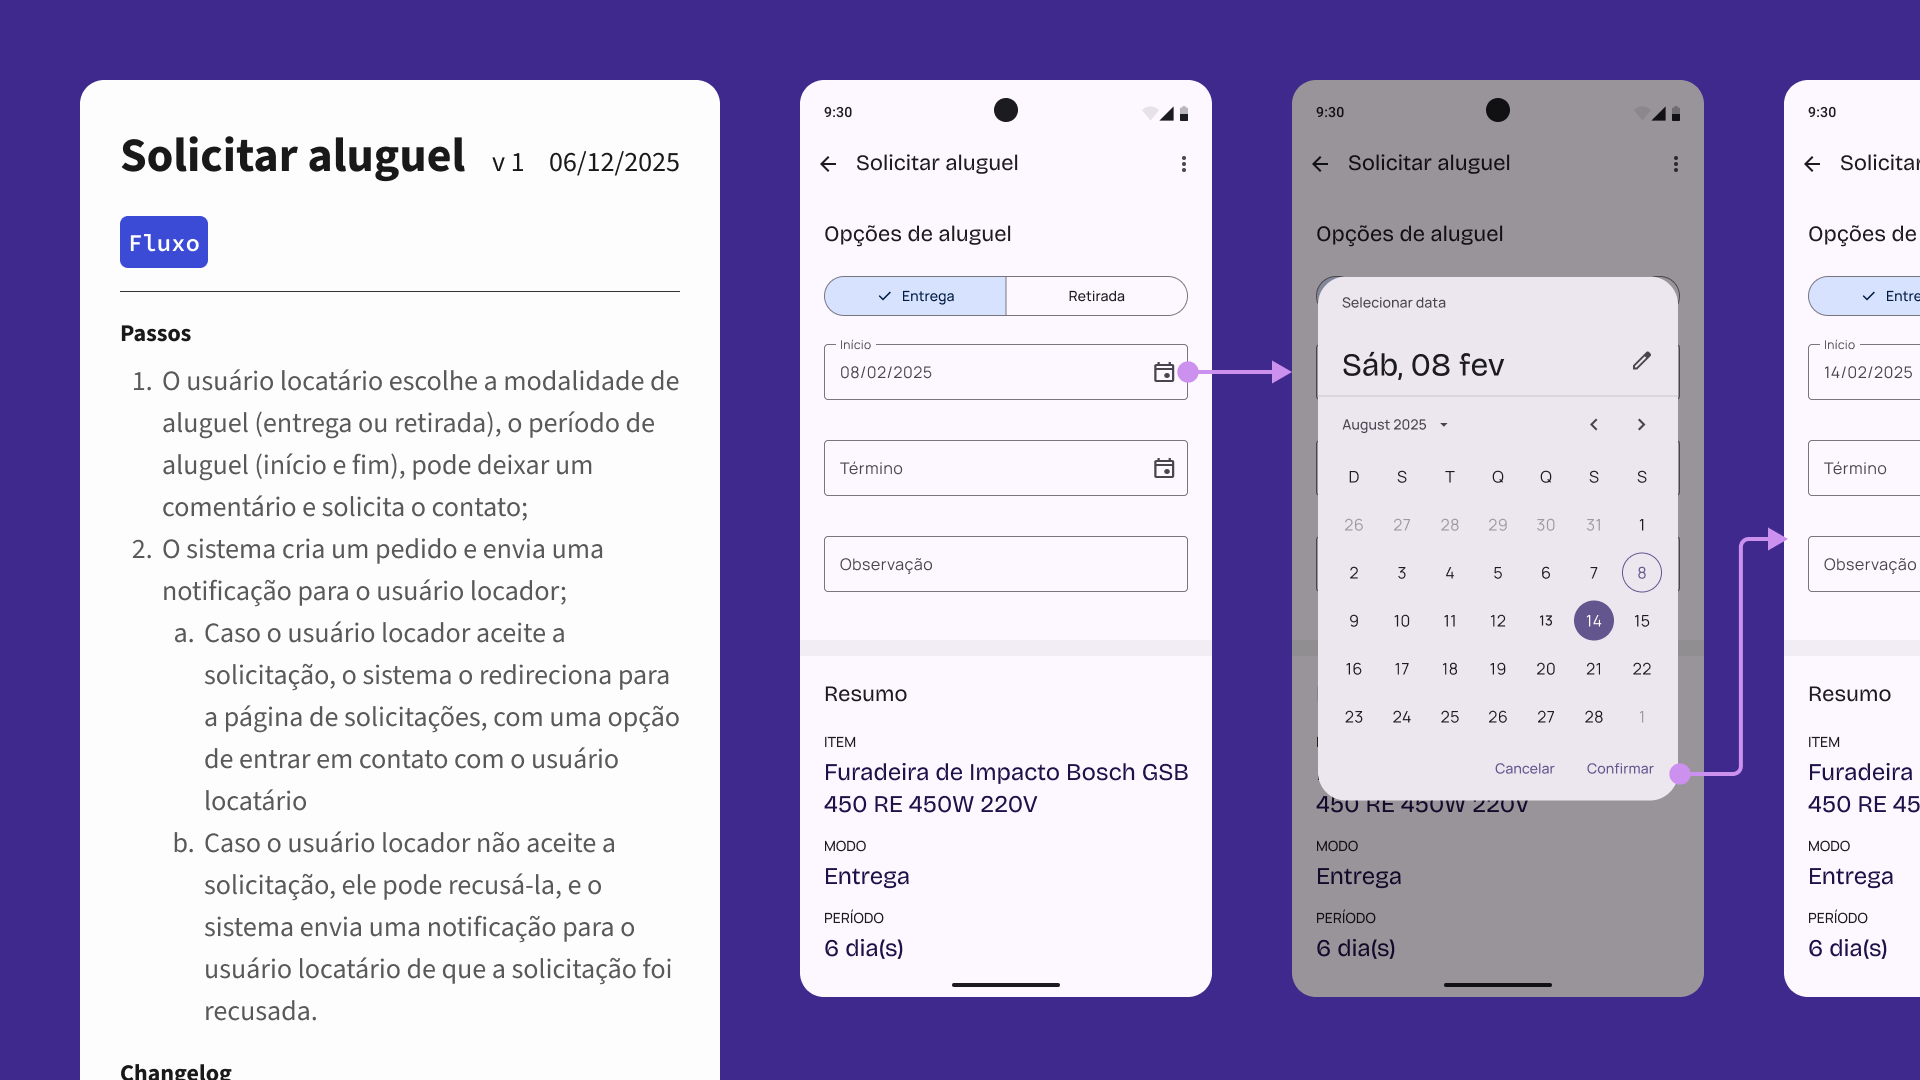 Solicitar aluguel v 1 06/12/2025
Fluxo
Passos
1. O usuário locatário escolhe a modalidade de
aluguel (entrega ou retirada), o período de
aluguel (início e fim), pode deixar um
comentário e solicita o contato;
2. O sistema cria um pedido e envia uma
notificação para o usuário locador;
a. Caso o usuário locador aceite a
solicitação, o sistema o redireciona para
a página de solicitações, com uma opção
de entrar em contato com o usuário
locatário
b. Caso o usuário locador não aceite a
solicitação, ele pode recusá-la, e o
sistema envia uma notificação para o
usuário locatário de que a solicitação foi
recusada.
Changelog
9:30
Solicitar aluguel
Opções de aluguel
Entrega Retirada
Início
08/02/2025
Término
Observação
Resumo
ITEM
Furadeira de Impacto Bosch GSB
450 RE 450W 220V
MODO
Entrega
PERÍODO
6 dia(s)
9:30
Solicitar aluguel
Opções de aluguel
Selecionar data
Sáb, 08 fev
August 2025
D S T Q Q S S
26 27 28 29 30 31 1
2 3 4 5 6 7 8
9 10 11 12 13 14 15
16 17 18 19 20 21 22
23 24 25 26 27 28 1
Cancelar Confirmar
450 RE 450W 220V
MODO
Entrega
PERÍODO
6 dia(s)
9:30
Solicitar
Opções de
Entre
Início
14/02/2025
Término
Observação
Resumo
ITEM
Furadeira
450 RE 45
MODO
Entrega
PERÍODO
6 dia(s)